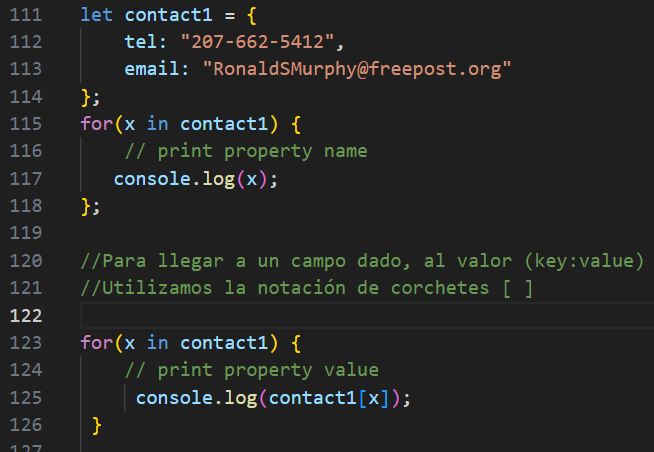 111 let contact1 = {
112 tel: "207-662-5412",
113 email: "RonaldSMurphy@freepost.org"
114 };
115 for(x in contact1) {
116 // print property name
117 console.log(x);
118 };
119
120 //Para llegar a un campo dado, al valor (key:value)
121 //Utilizamos la notación de corchetes [ ]
122
123 for(x in contact1) {
124 // print property value
125 console.log(contact1[x]);
126 }
127